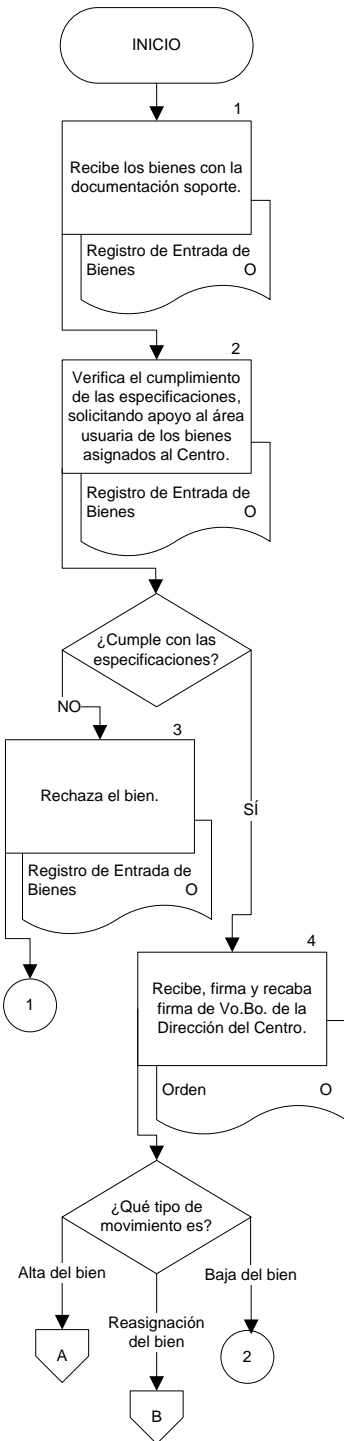 INICIO
1
Recibe los bienes con la
documentación soporte.
Registro de Entrada de
Bienes O
2
Verifica el cumplimiento
de las especificaciones,
solicitando apoyo al área
usuaria de los bienes
asignados al Centro.
Registro de Entrada de
Bienes O
¿Cumple con las
especificaciones?
NO
3
Rechaza el bien.
SÍ
Registro de Entrada de
Bienes O
1
4
Recibe, firma y recaba
firma de Vo.Bo. de la
Dirección del Centro.
Orden O
¿Qué tipo de
movimiento es?
Alta del bien
Baja del bien
Reasignación
del bien
A
2
B